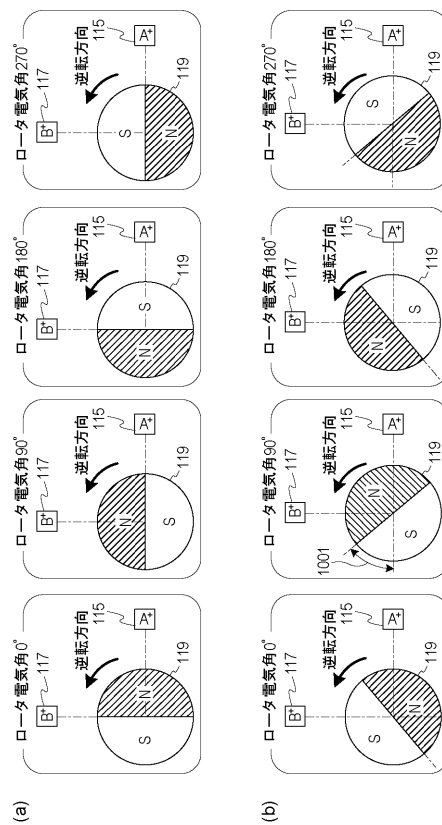 (a)
ロータ電気角0°
B⁺
117
逆転方向
115
A⁺
S
N
119
ロータ電気角90°
B⁺
117
逆転方向
115
A⁺
N
S
119
ロータ電気角180°
B⁺
117
逆転方向
115
A⁺
N
S
119
ロータ電気角270°
B⁺
117
逆転方向
115
A⁺
S
N
119
(b)
ロータ電気角0°
B⁺
117
逆転方向
115
A⁺
S
N
119
ロータ電気角90°
B⁺
117
逆転方向
115
A⁺
1001
N
S
119
ロータ電気角180°
B⁺
117
逆転方向
115
A⁺
N
S
119
ロータ電気角270°
B⁺
117
逆転方向
115
A⁺
S
N
119